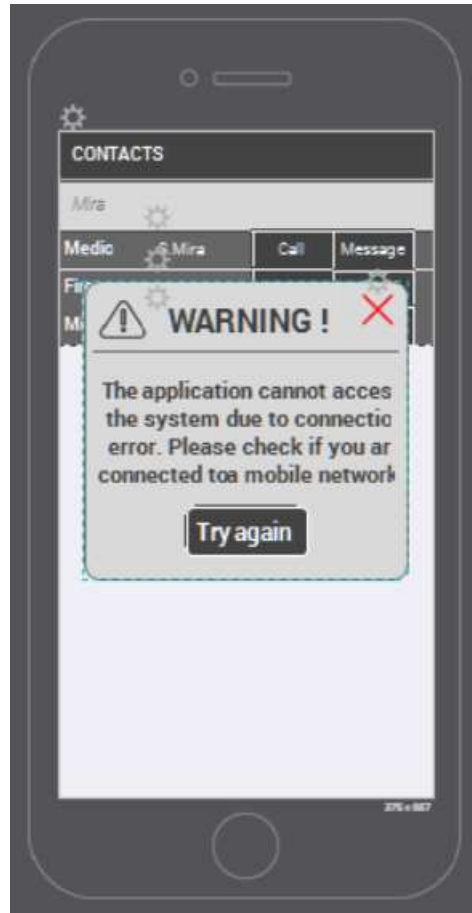 CONTACTS
Mira
Medic S.Mira Call Message
WARNING !
The application cannot acces
the system due to connectio
error. Please check if you ar
connected toa mobile network
Try again